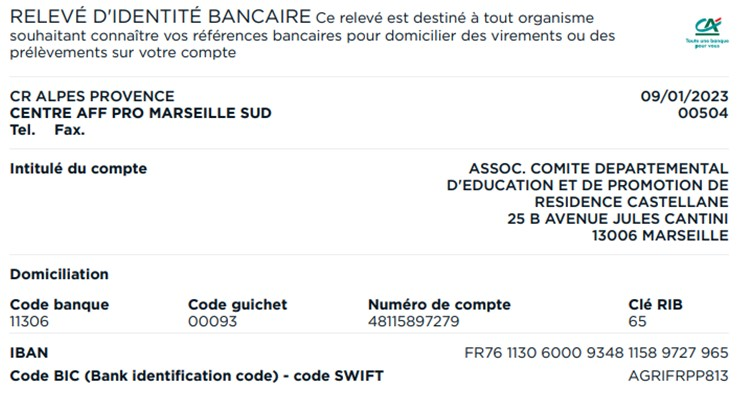 RELEVÉ D'IDENTITÉ BANCAIRE Ce relevé est destiné à tout organisme
souhaitant connaître vos références bancaires pour domicilier des virements ou des
prélèvements sur votre compte
CA
Toute une banque
pour vous
CR ALPES PROVENCE 09/01/2023
CENTRE AFF PRO MARSEILLE SUD 00504
Tel. Fax.
Intitulé du compte ASSOC. COMITE DEPARTEMENTAL
D'EDUCATION ET DE PROMOTION DE
RESIDENCE CASTELLANE
25 B AVENUE JULES CANTINI
13006 MARSEILLE
Domiciliation
Code banque Code guichet Numéro de compte Clé RIB
11306 00093 48115897279 65
IBAN FR76 1130 6000 9348 1158 9727 965
Code BIC (Bank identification code) - code SWIFT AGRIFRPP813